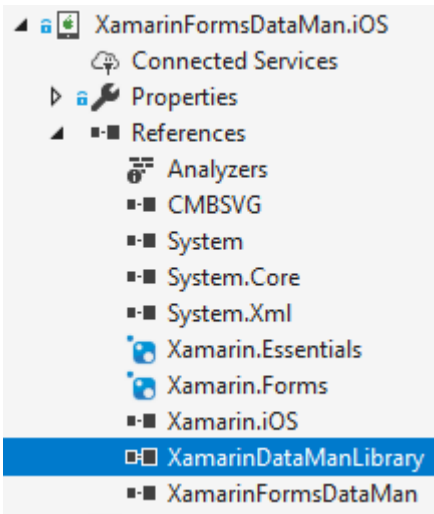 XamarinFormsDataMan.iOS
Connected Services
Properties
References
Analyzers
CMBSVG
System
System.Core
System.Xml
Xamarin.Essentials
Xamarin.Forms
Xamarin.iOS
XamarinDataManLibrary
XamarinFormsDataMan